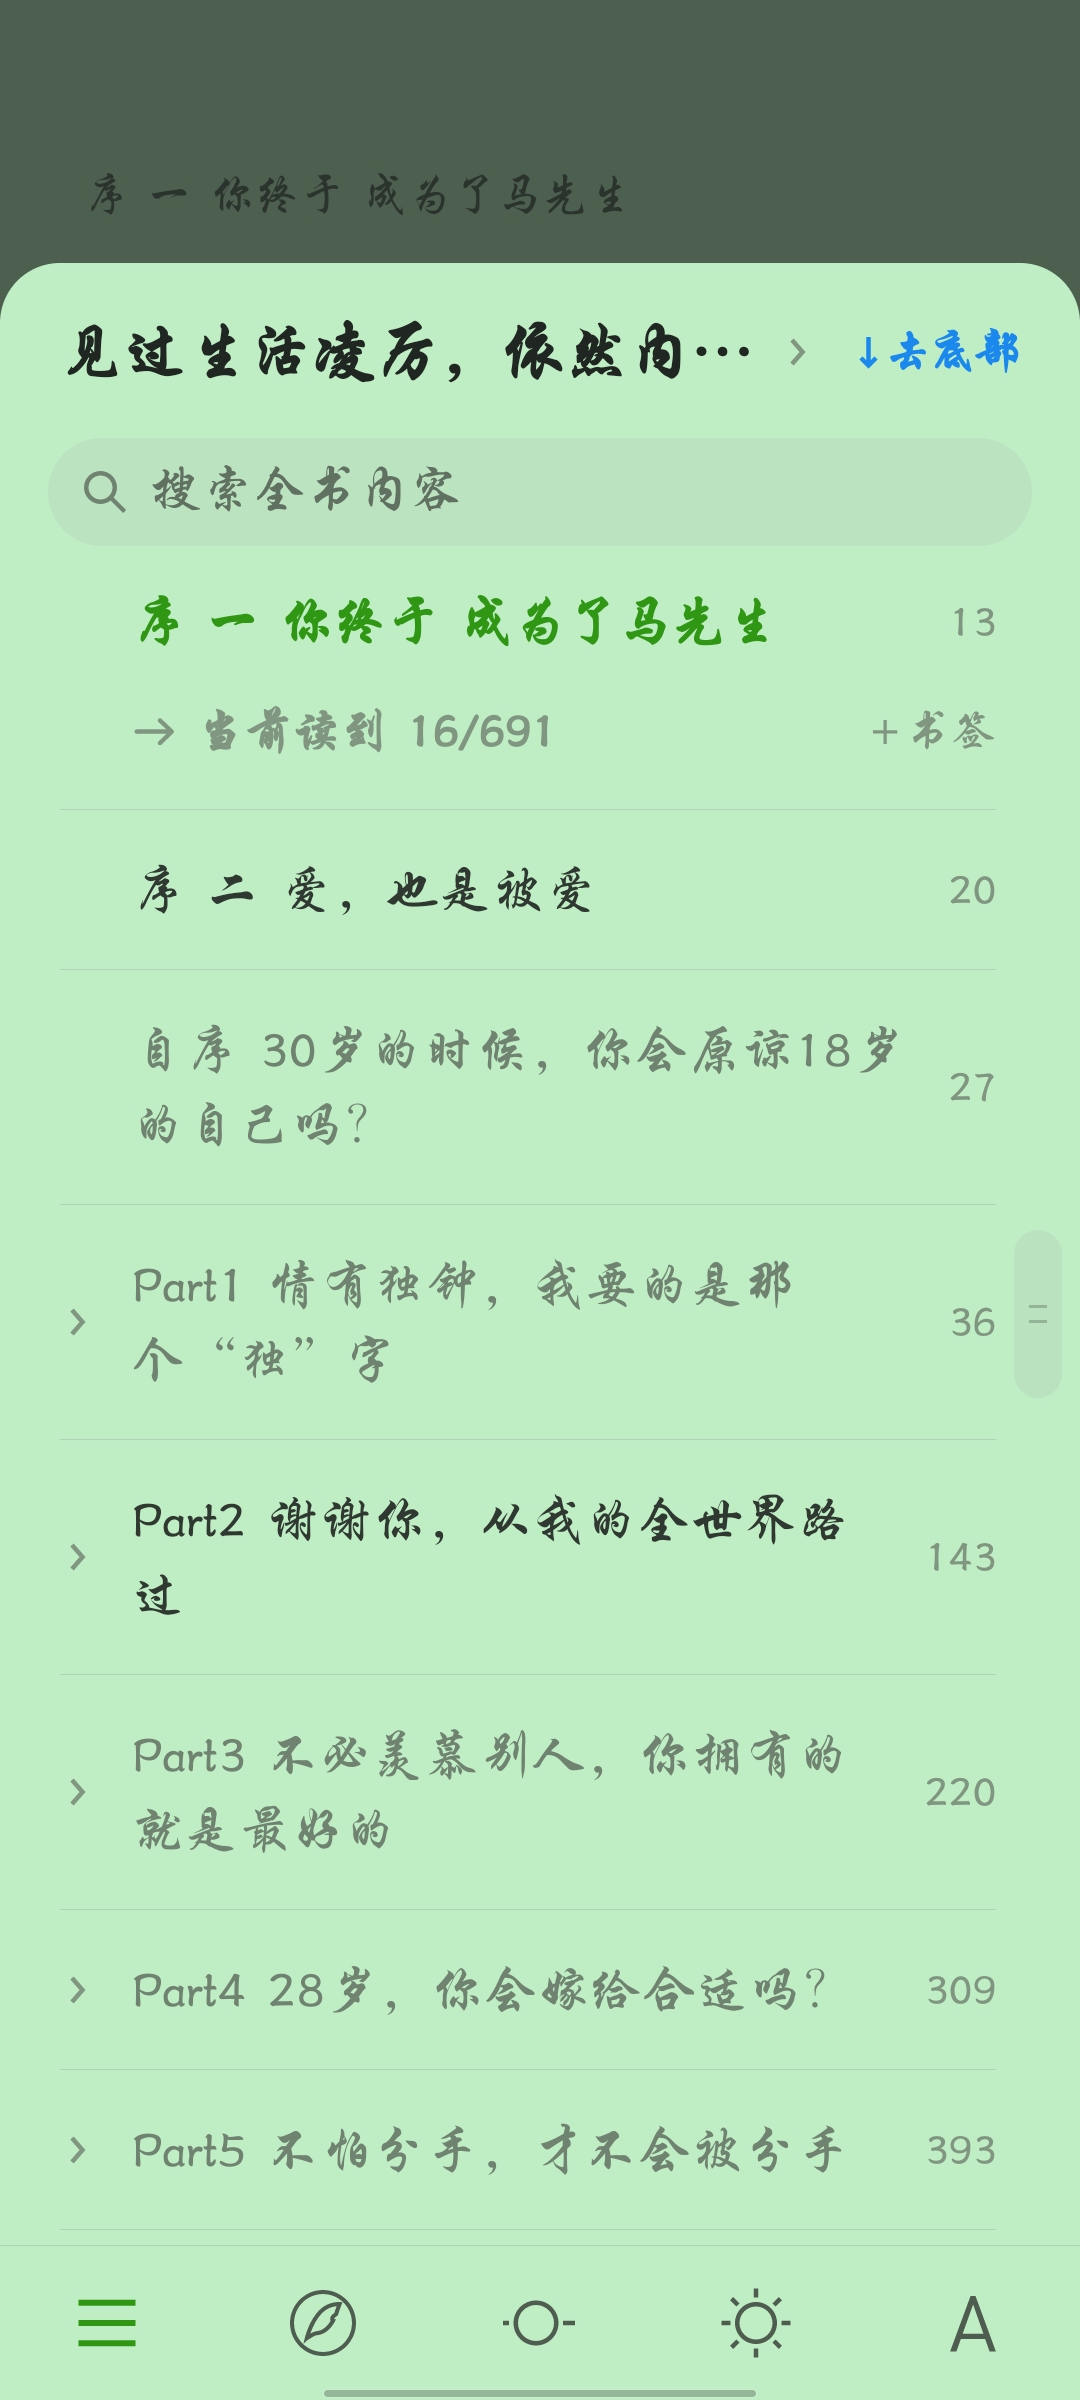 序 一 你终于 成为了马先生
见过生活凌厉，依然内… ↓去底部
搜索全书内容
序 一 你终于 成为了马先生 13
→ 当前读到 16/691 +书签
序 二 爱，也是被爱 20
自序 30岁的时候，你会原谅18岁
的自己吗？ 27
Part1 情有独钟，我要的是那
个“独”字 36
Part2 谢谢你，从我的全世界路
过 143
Part3 不必羡慕别人，你拥有的
就是最好的 220
Part4 28岁，你会嫁给合适吗？ 309
Part5 不怕分手，才不会被分手 393
A